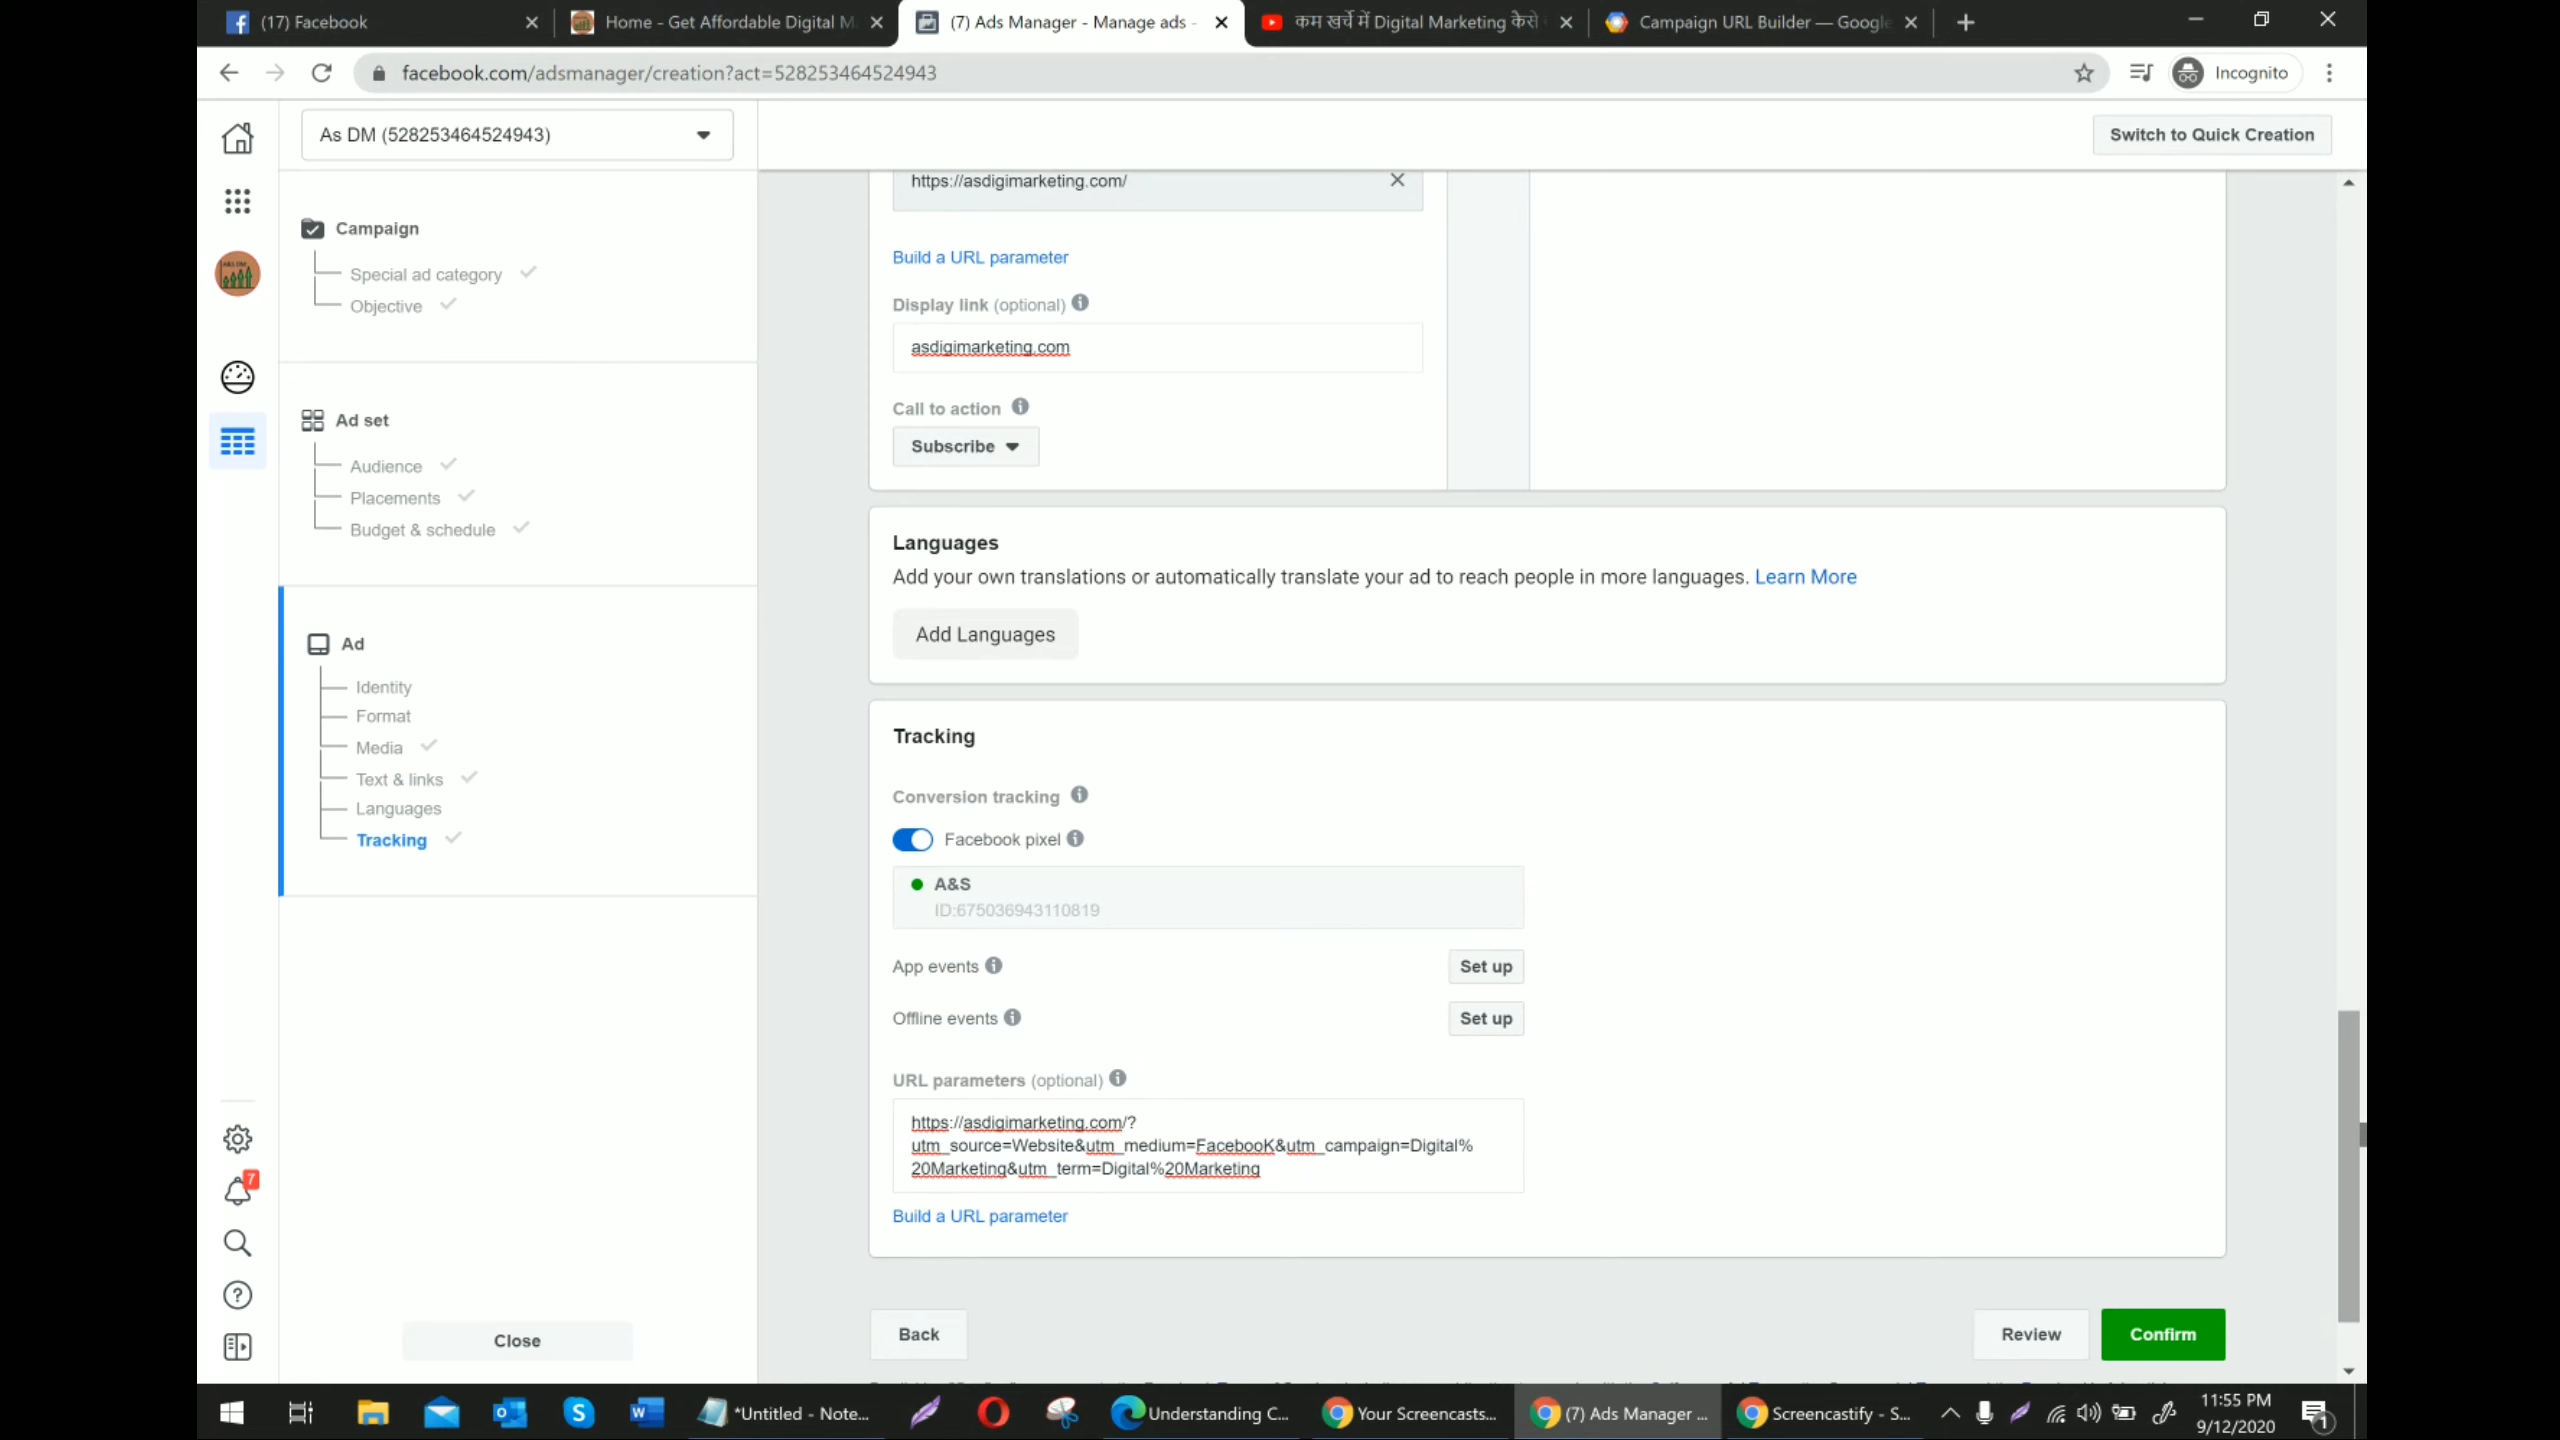 (17) Facebook
Home - Get Affordable Digital M
(7) Ads Manager - Manage ads -
कम खर्चे में Digital Marketing कैसे
Campaign URL Builder — Google
facebook.com/adsmanager/creation?act=528253464524943
Incognito
As DM (528253464524943)
Switch to Quick Creation
Campaign
Special ad category
Objective
Ad set
Audience
Placements
Budget & schedule
Ad
Identity
Format
Media
Text & links
Languages
Tracking
Close
7
https://asdigimarketing.com/
Build a URL parameter
Display link (optional)
asdigimarketing.com
Call to action
Subscribe
Languages
Add your own translations or automatically translate your ad to reach people in more languages. Learn More
Add Languages
Tracking
Conversion tracking
Facebook pixel
A&S
ID:675036943110819
App events
Set up
Offline events
Set up
URL parameters (optional)
https://asdigimarketing.com/?
utm_source=Website&utm_medium=FacebooK&utm_campaign=Digital%
20Marketing&utm_term=Digital%20Marketing
Build a URL parameter
Back
Review
Confirm
*Untitled - Note...
Understanding C...
Your Screencasts...
(7) Ads Manager ...
Screencastify - S...
11:55 PM
9/12/2020
1